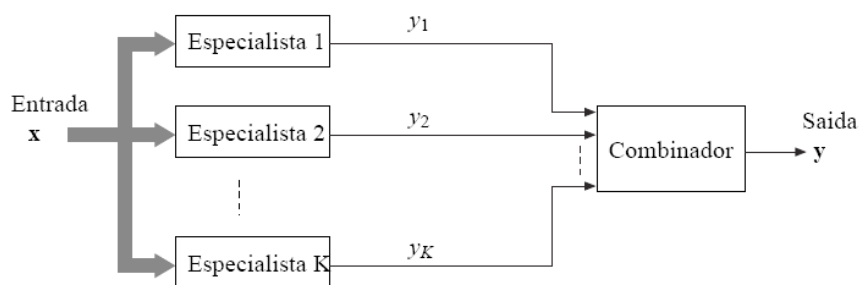 Especialista 1
y1
Entrada
x
Especialista 2
y2
Combinador
Saida
y
Especialista K
yK